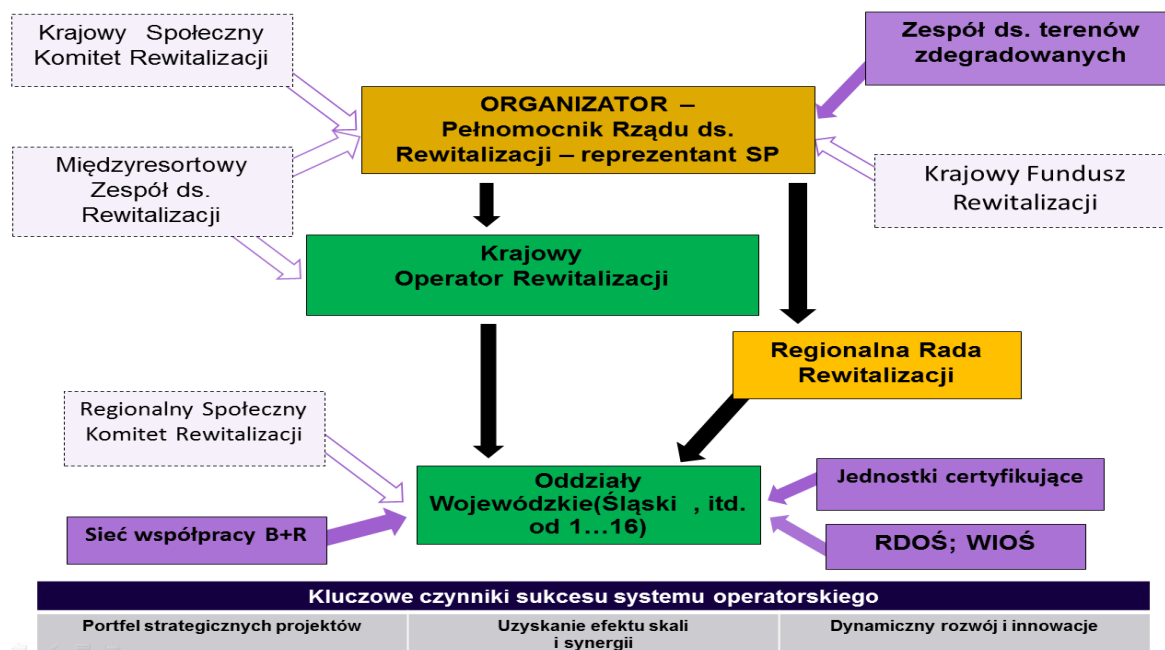 Krajowy Społeczny
Komitet Rewitalizacji
Zespół ds. terenów
zdegradowanych
ORGANIZATOR –
Pełnomocnik Rządu ds.
Rewitalizacji – reprezentant SP
Międzyresortowy
Zespół ds.
Rewitalizacji
Krajowy Fundusz
Rewitalizacji
Krajowy
Operator Rewitalizacji
Regionalna Rada
Rewitalizacji
Regionalny Społeczny
Komitet Rewitalizacji
Oddziały
Wojewódzkie(Śląski , itd.
od 1...16)
Jednostki certyfikujące
Sieć współpracy B+R
RDOŚ; WIOŚ
Kluczowe czynniki sukcesu systemu operatorskiego
Portfel strategicznych projektów
Uzyskanie efektu skali
i synergii
Dynamiczny rozwój i innowacje